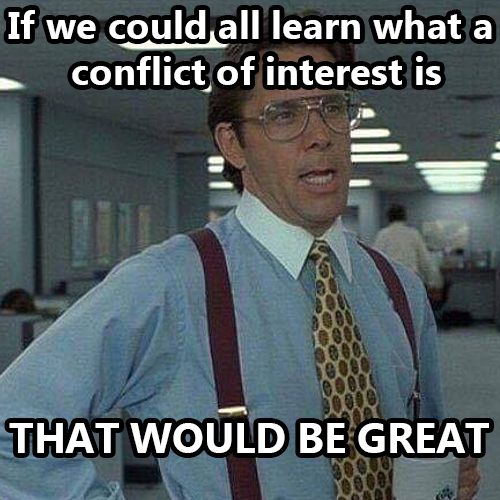 If we could all learn what a
conflict of interest is
THAT WOULD BE GREAT